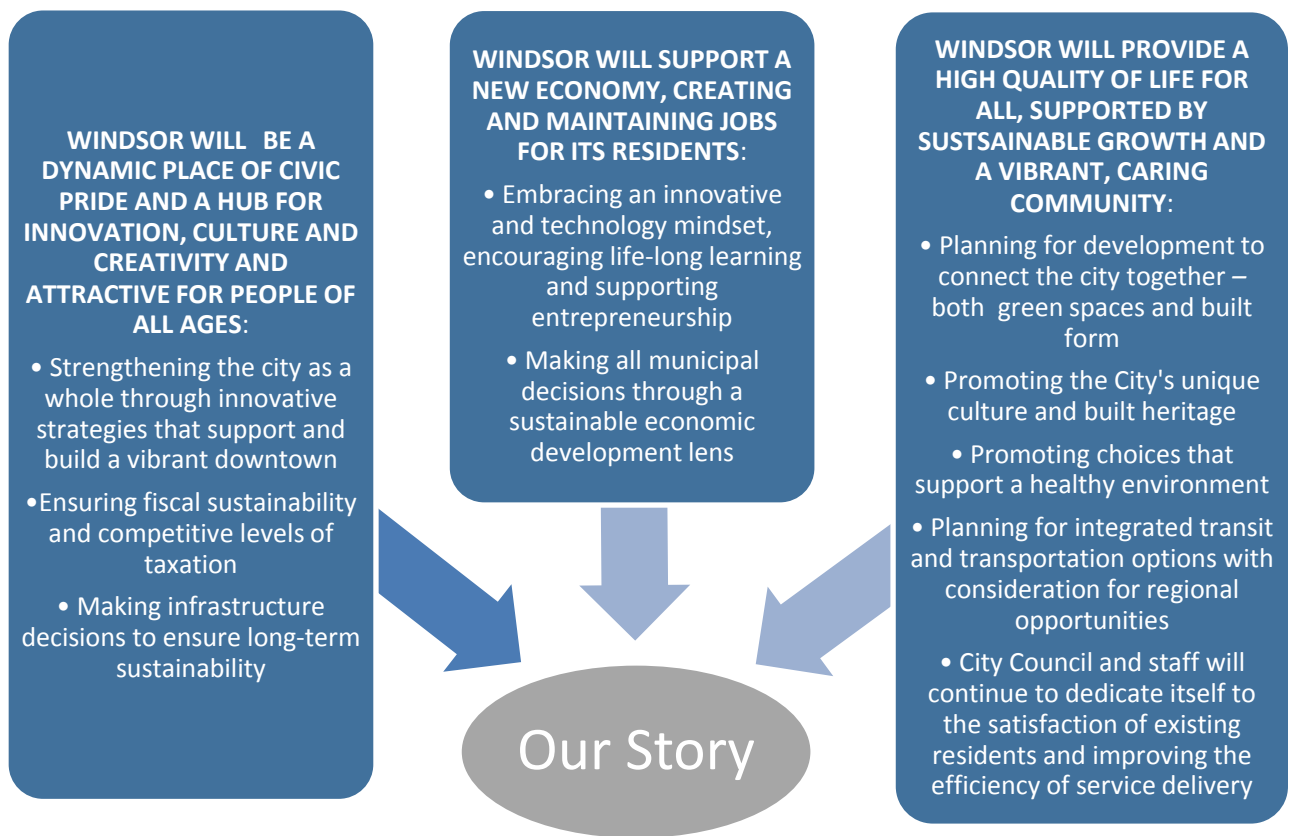 WINDSOR WILL BE A
DYNAMIC PLACE OF CIVIC
PRIDE AND A HUB FOR
INNOVATION, CULTURE AND
CREATIVITY AND
ATTRACTIVE FOR PEOPLE OF
ALL AGES:
• Strengthening the city as a
whole through innovative
strategies that support and
build a vibrant downtown
•Ensuring fiscal sustainability
and competitive levels of
taxation
• Making infrastructure
decisions to ensure long-term
sustainability
WINDSOR WILL SUPPORT A
NEW ECONOMY, CREATING
AND MAINTAINING JOBS
FOR ITS RESIDENTS:
• Embracing an innovative
and technology mindset,
encouraging life-long learning
and supporting
entrepreneurship
• Making all municipal
decisions through a
sustainable economic
development lens
WINDSOR WILL PROVIDE A
HIGH QUALITY OF LIFE FOR
ALL, SUPPORTED BY
SUSTSAINABLE GROWTH AND
A VIBRANT, CARING
COMMUNITY:
• Planning for development to
connect the city together –
both green spaces and built
form
• Promoting the City's unique
culture and built heritage
• Promoting choices that
support a healthy environment
• Planning for integrated transit
and transportation options with
consideration for regional
opportunities
• City Council and staff will
continue to dedicate itself to
the satisfaction of existing
residents and improving the
efficiency of service delivery
Our Story